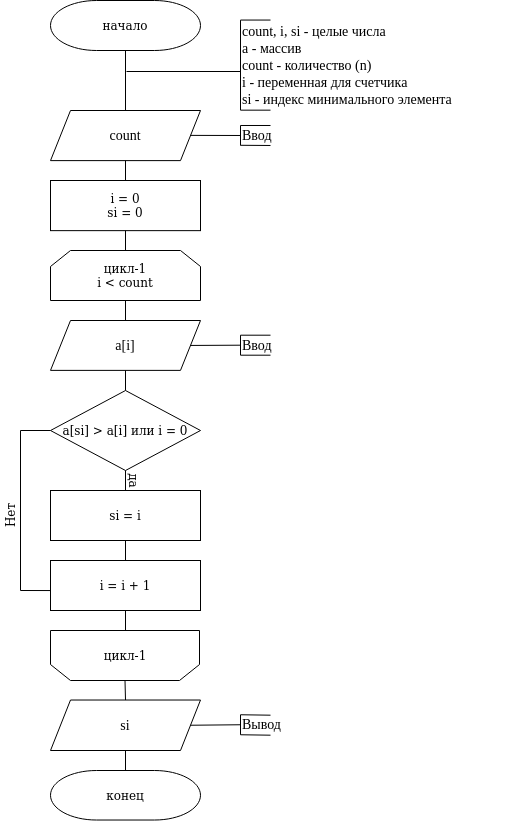 начало
count, i, si - целые числа
a - массив
count - количество (n)
i - переменная для счетчика
si - индекс минимального элемента
count
Ввод
i = 0
si = 0
цикл-1
i < count
a[i]
Ввод
a[si] > a[i] или i = 0
да
Нет
si = i
i = i + 1
цикл-1
si
Вывод
конец